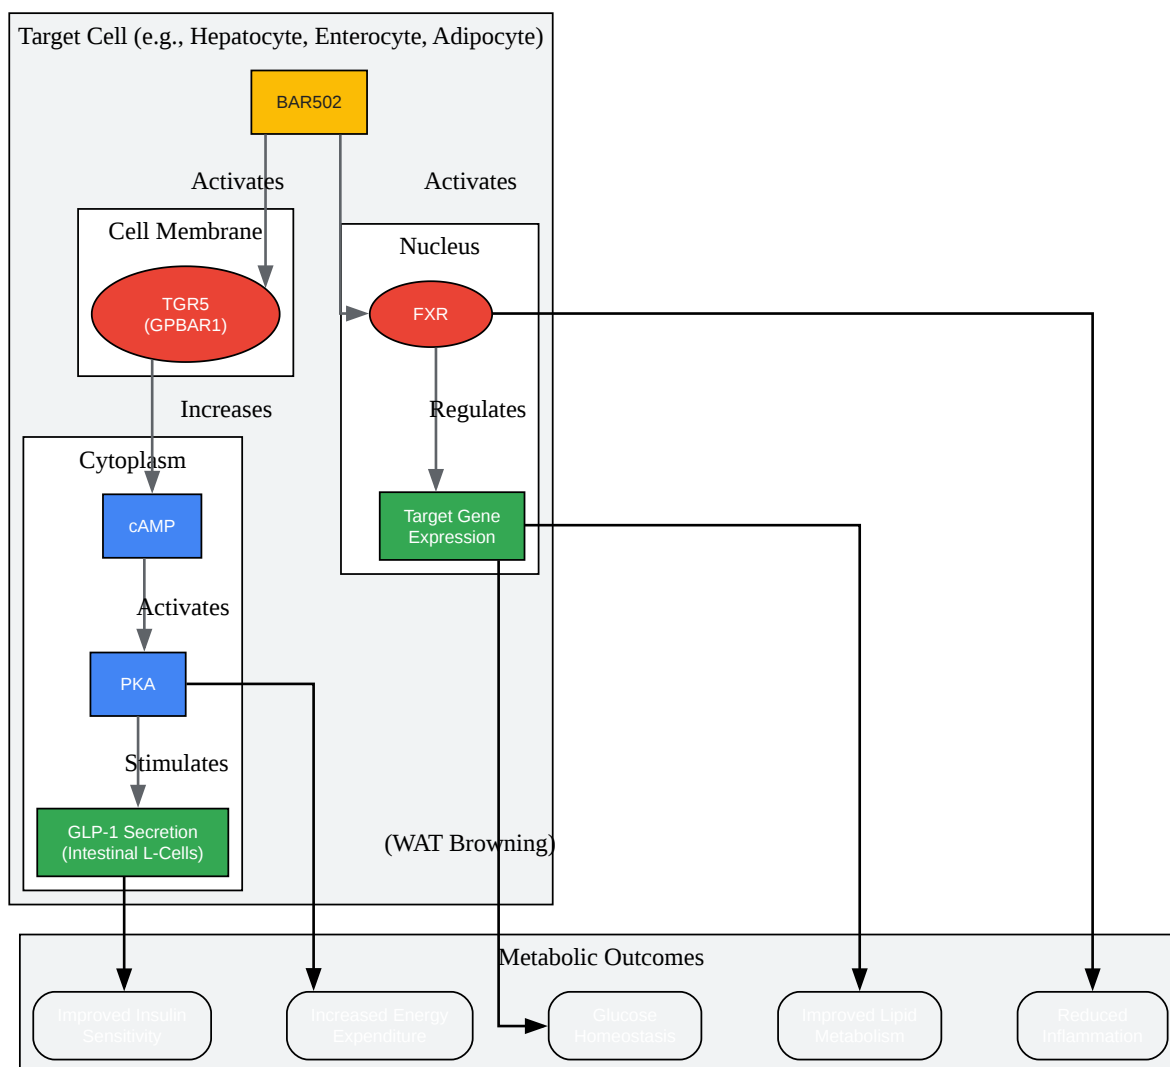 Target Cell (e.g., Hepatocyte, Enterocyte, Adipocyte)
BAR502
Activates
Activates
Cell Membrane
Nucleus
TGR5
(GPBAR1)
FXR
Increases
Regulates
Cytoplasm
cAMP
Target Gene
Expression
Activates
PKA
Stimulates
GLP-1 Secretion
(Intestinal L-Cells)
(WAT Browning)
Metabolic Outcomes
Improved Insulin
Sensitivity
Increased Energy
Expenditure
Glucose
Homeostasis
Improved Lipid
Metabolism
Reduced
Inflammation